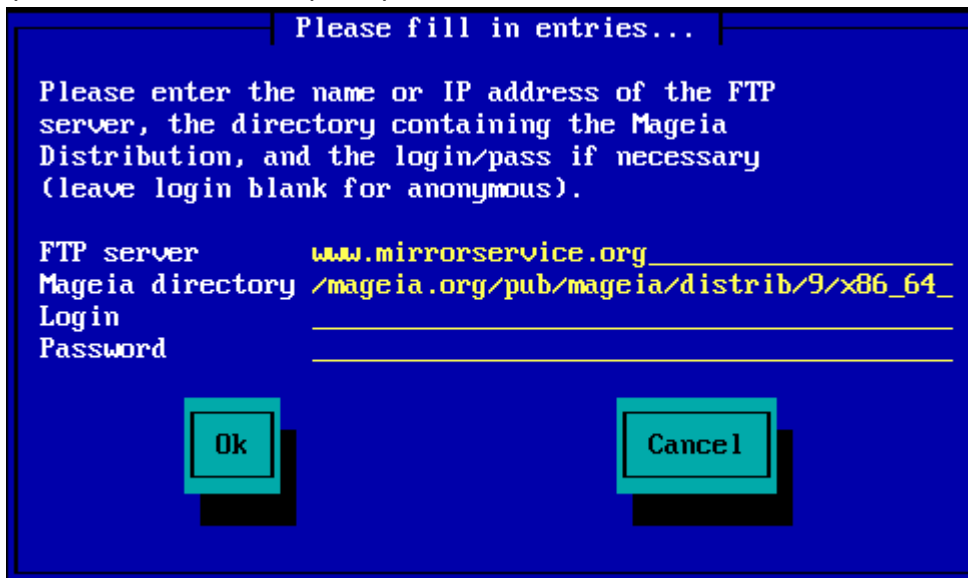 Please fill in entries...
Please enter the name or IP address of the FTP
server, the directory containing the Mageia
Distribution, and the login/pass if necessary
(leave login blank for anonymous).
FTP server www.mirrorservice.org
Mageia directory /mageia.org/pub/mageia/distrib/9/x86_64_
Login
Password
Ok Cancel